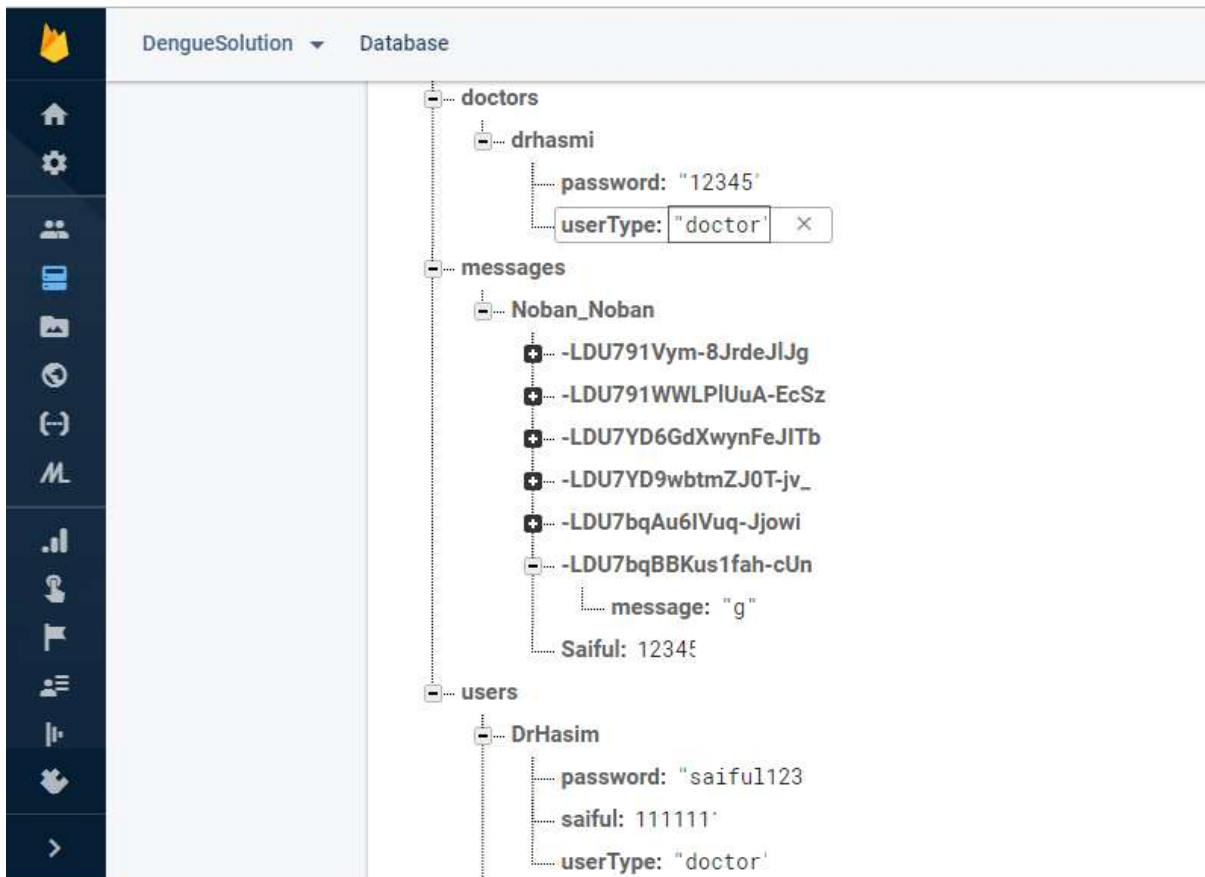 DengueSolution Database
doctors
drhasmi
password: "12345"
userType: "doctor" ×
messages
Noban_Noban
-LDU791Vym-8JrdeJlJg
-LDU791WWLPlUuA-EcSz
-LDU7YD6GdXwynFeJITb
-LDU7YD9wbtmZJ0T-jv_
-LDU7bqAu6IVuq-Jjowi
-LDU7bqBBKus1fah-cUn
message: "g"
Saiful: 12345
users
DrHasim
password: "saiful123
saiful: 111111
userType: "doctor"